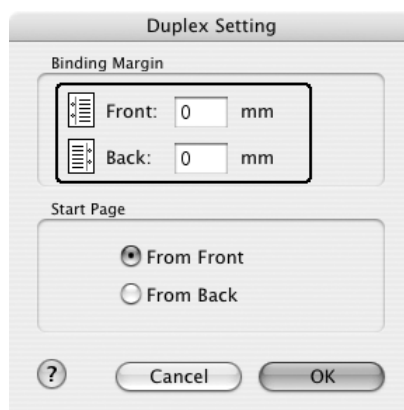 Duplex Setting
Binding Margin
Front: 0 mm
Back: 0 mm
Start Page
From Front
From Back
? Cancel OK